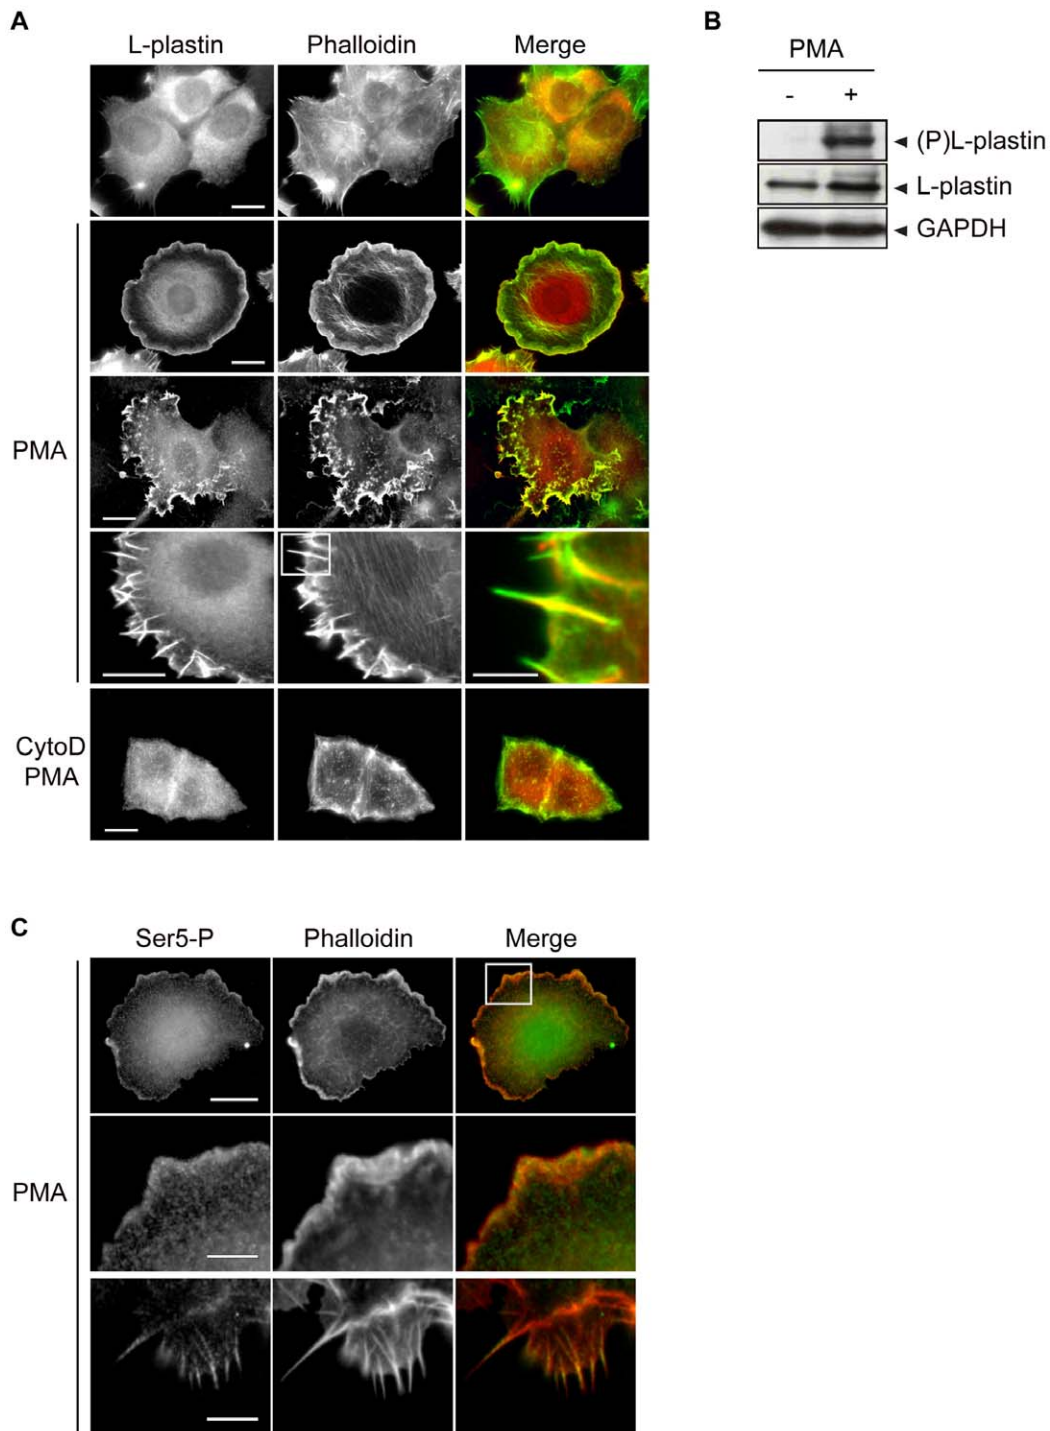 A
L-plastin Phalloidin Merge
PMA
CytoD
PMA
B
PMA
- +
(P)L-plastin
L-plastin
GAPDH
C
Ser5-P Phalloidin Merge
PMA